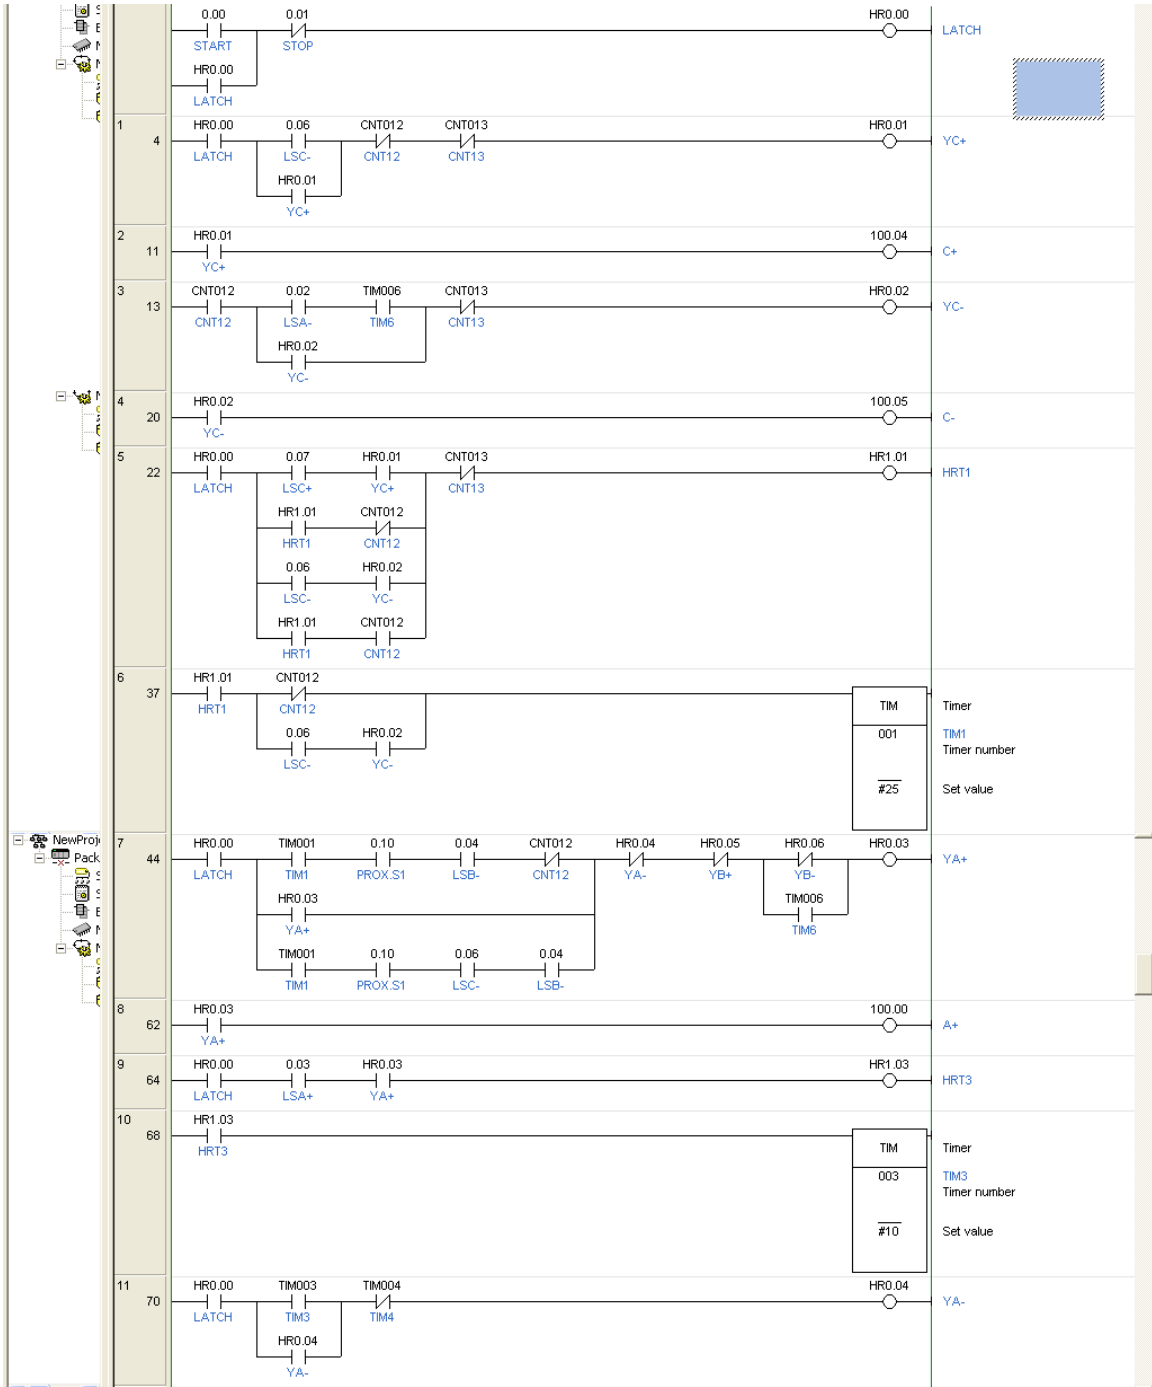 0.00 0.01 HR0.00
START STOP LATCH
HR0.00
LATCH
1 HR0.00 0.06 CNT012 CNT013 HR0.01
4 YC+
LATCH LSC- CNT12 CNT13
HR0.01
YC+
2 HR0.01 100.04
11 C+
YC+
3 CNT012 0.02 TIM006 CNT013 HR0.02
13 YC-
CNT12 LSA- TIM6 CNT13
HR0.02
YC-
4 HR0.02 100.05
20 C-
YC-
5 HR0.00 0.07 HR0.01 CNT013 HR1.01
22 HRT1
LATCH LSC+ YC+ CNT13
HR1.01 CNT012
HRT1 CNT12
0.06 HR0.02
LSC- YC-
HR1.01 CNT012
HRT1 CNT12
6 HR1.01 CNT012
37 TIM Timer
HRT1 CNT12
0.06 HR0.02 001 TIM1
Timer number
LSC- YC-
#25 Set value
NewProj
Pack
7 HR0.00 TIM001 0.10 0.04 CNT012 HR0.04 HR0.05 HR0.06 HR0.03
44 YA+
LATCH TIM1 PROX.S1 LSB- CNT12 YA- YB+ YB-
HR0.03 TIM006
YA+ TIM6
TIM001 0.10 0.06 0.04
TIM1 PROX.S1 LSC- LSB-
8 HR0.03 100.00
62 A+
YA+
9 HR0.00 0.03 HR0.03 HR1.03
64 HRT3
LATCH LSA+ YA+
10 HR1.03
68 TIM Timer
HRT3
003 TIM3
Timer number
#10 Set value
11 HR0.00 TIM003 TIM004 HR0.04
70 YA-
LATCH TIM3 TIM4
HR0.04
YA-